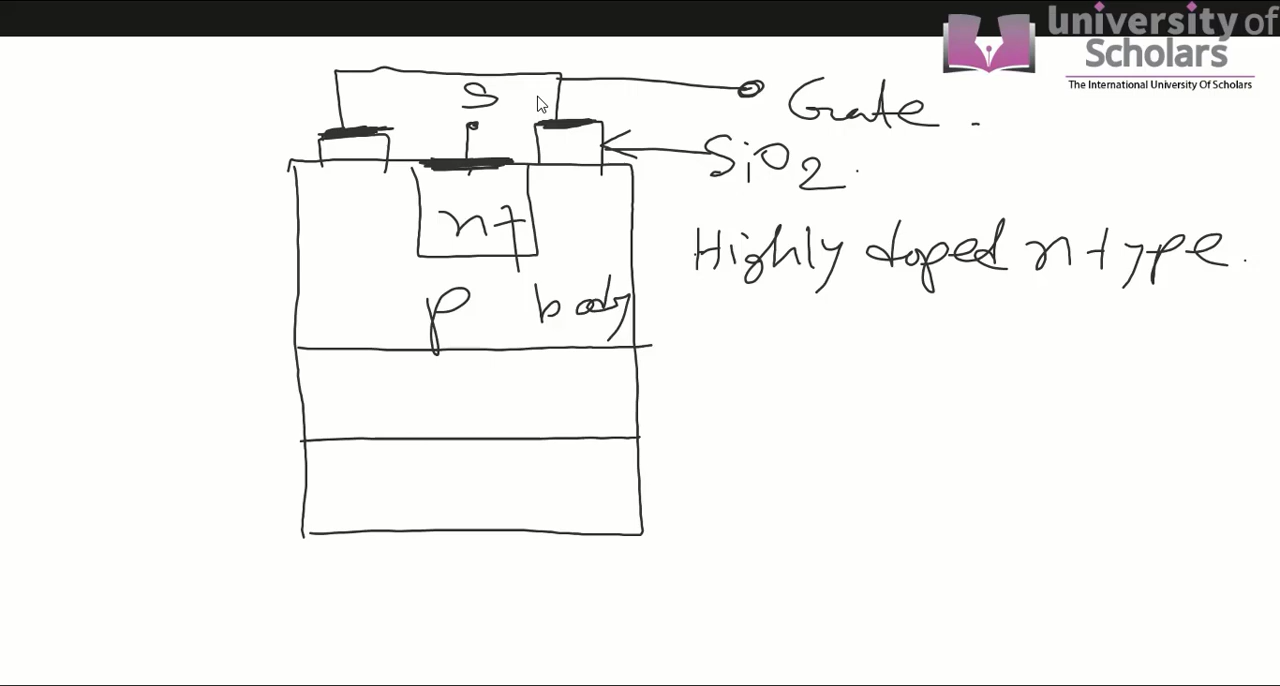 University of
Scholars
The International University Of Scholars
S
Gate.
SiO2.
n+
Highly doped n type.
p body